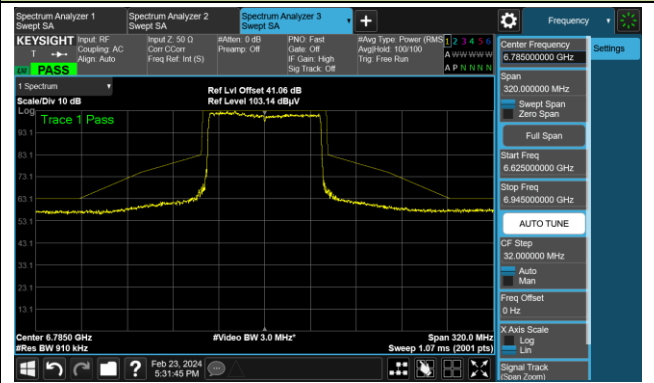 Spectrum Analyzer 1
Swept SA
Spectrum Analyzer 2
Swept SA
Spectrum Analyzer 3
Swept SA
Frequency
KEYSIGHT
T
LW
PASS
Input: RF
Coupling: AC
Align: Auto
Input Z: 50 Ω
Corr CCorr
Freq Ref: Int (S)
#Atten: 0 dB
Preamp: Off
PNO: Fast
Gate: Off
IF Gain: High
Sig Track: Off
#Avg Type: Power (RMS
Avg|Hold: 100/100
Trig: Free Run
1 2 3 4 5 6
A W W W W W
A P N N N N
1 Spectrum
Scale/Div 10 dB
Ref Lvl Offset 41.06 dB
Ref Level 103.14 dBµV
Log
Trace 1 Pass
93.1
83.1
73.1
63.1
53.1
43.1
33.1
23.1
13.1
Center 6.7850 GHz
#Res BW 910 kHz
#Video BW 3.0 MHz*
Span 320.0 MHz
Sweep 1.07 ms (2001 pts)
Feb 23, 2024
5:31:45 PM
Center Frequency
6.785000000 GHz
Settings
Span
320.000000 MHz
Swept Span
Zero Span
Full Span
Start Freq
6.625000000 GHz
Stop Freq
6.945000000 GHz
AUTO TUNE
CF Step
32.000000 MHz
Auto
Man
Freq Offset
0 Hz
X Axis Scale
Log
Lin
Signal Track
(Span Zoom)